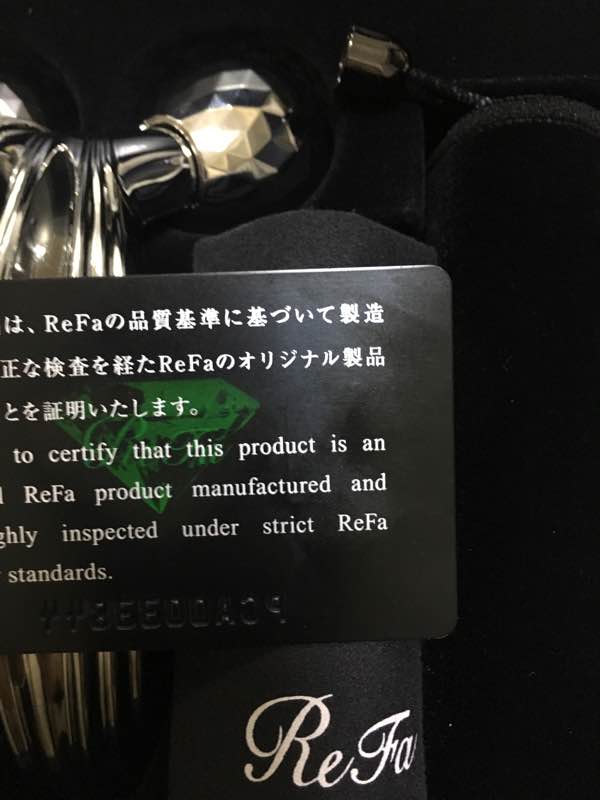 は、ReFaの品質基準に基づいて製造
正な検査を経たReFaのオリジナル製品
とを証明いたします。
to certify that this product is an
l ReFa product manufactured and
ghly inspected under strict ReFa
standards.
ReFa